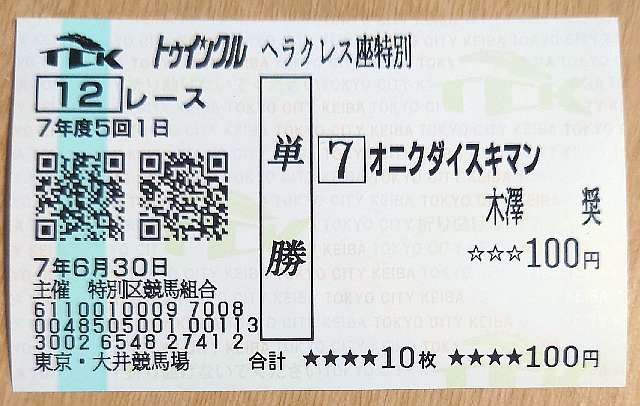 TCK トゥインクル ヘラクレス座特別
12 レース
7年度5回1日
単勝
7 オニクダイスキマン
木澤 奨
☆☆☆100円
7年6月30日
主催 特別区競馬組合
6110010009 7008
0048505001 00113
3002 6548 2741 2
東京・大井競馬場 合計 ★★★★10枚 ★★★★100円